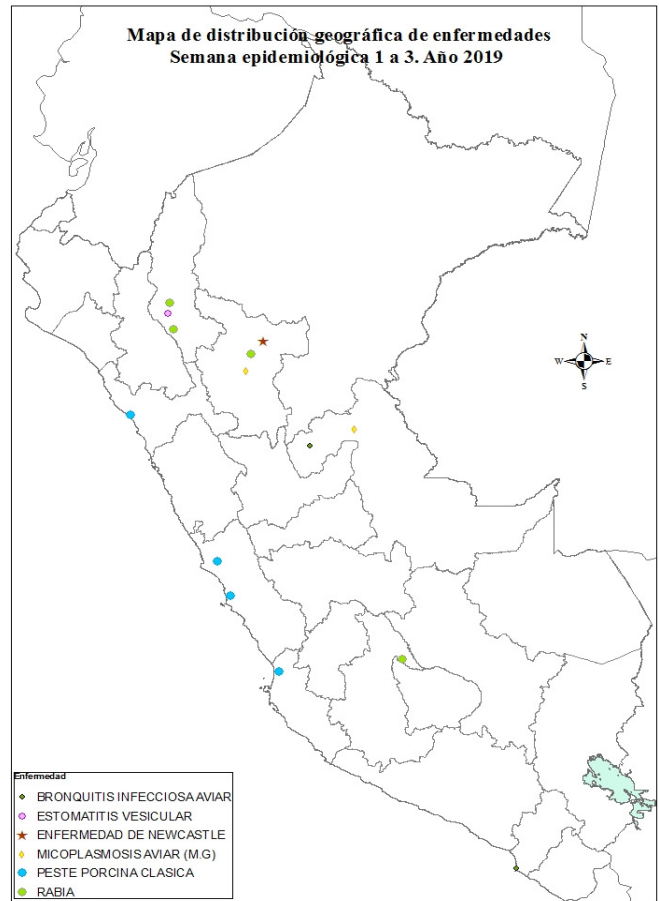 Mapa de distribución geográfica de enfermedades
Semana epidemiológica 1 a 3. Año 2019
N
W E
S
Enfermedad
BRONQUITIS INFECCIOSA AVIAR
ESTOMATITIS VESICULAR
ENFERMEDAD DE NEWCASTLE
MICOPLASMOSIS AVIAR (M.G)
PESTE PORCINA CLASICA
RABIA